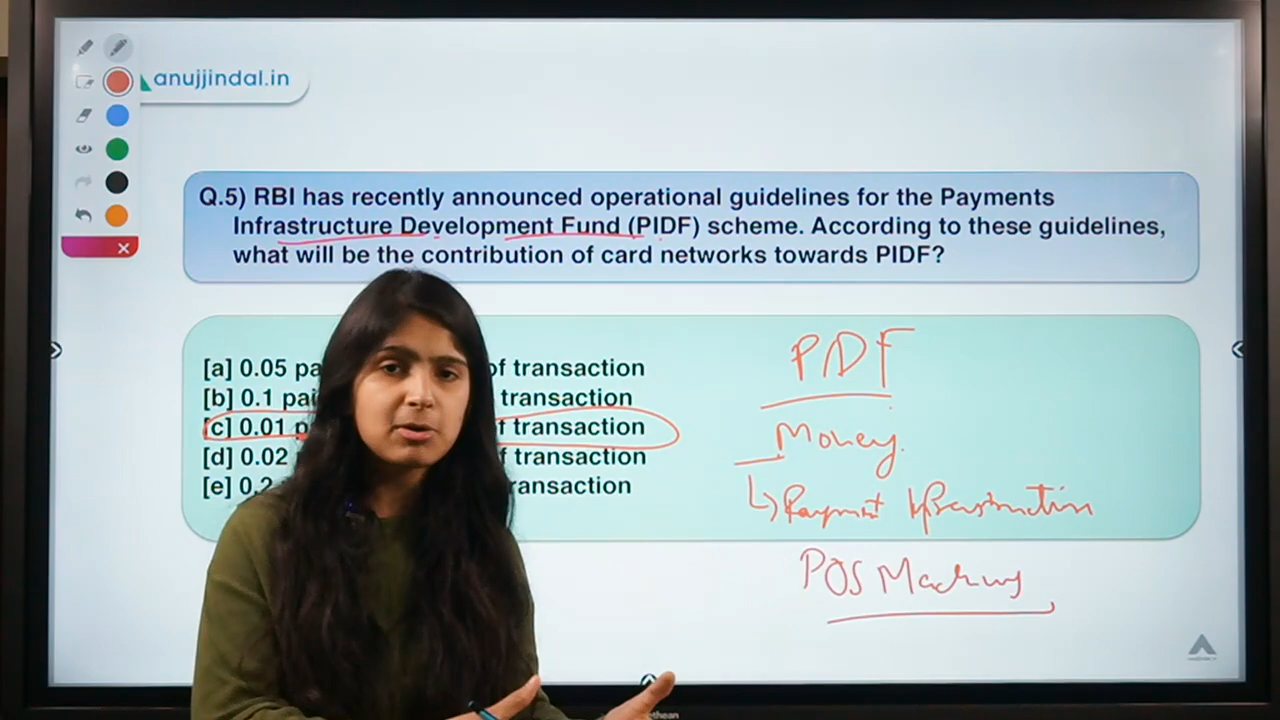 anujjindal.in
Q.5) RBI has recently announced operational guidelines for the Payments
Infrastructure Development Fund (PIDF) scheme. According to these guidelines,
what will be the contribution of card networks towards PIDF?
[a] 0.05 pa of transaction
[b] 0.1 pai transaction
[c] 0.01 p f transaction
[d] 0.02 f transaction
[e] 0.2 ransaction
PIDF
Money
Payment Infrastruction
POS Machines